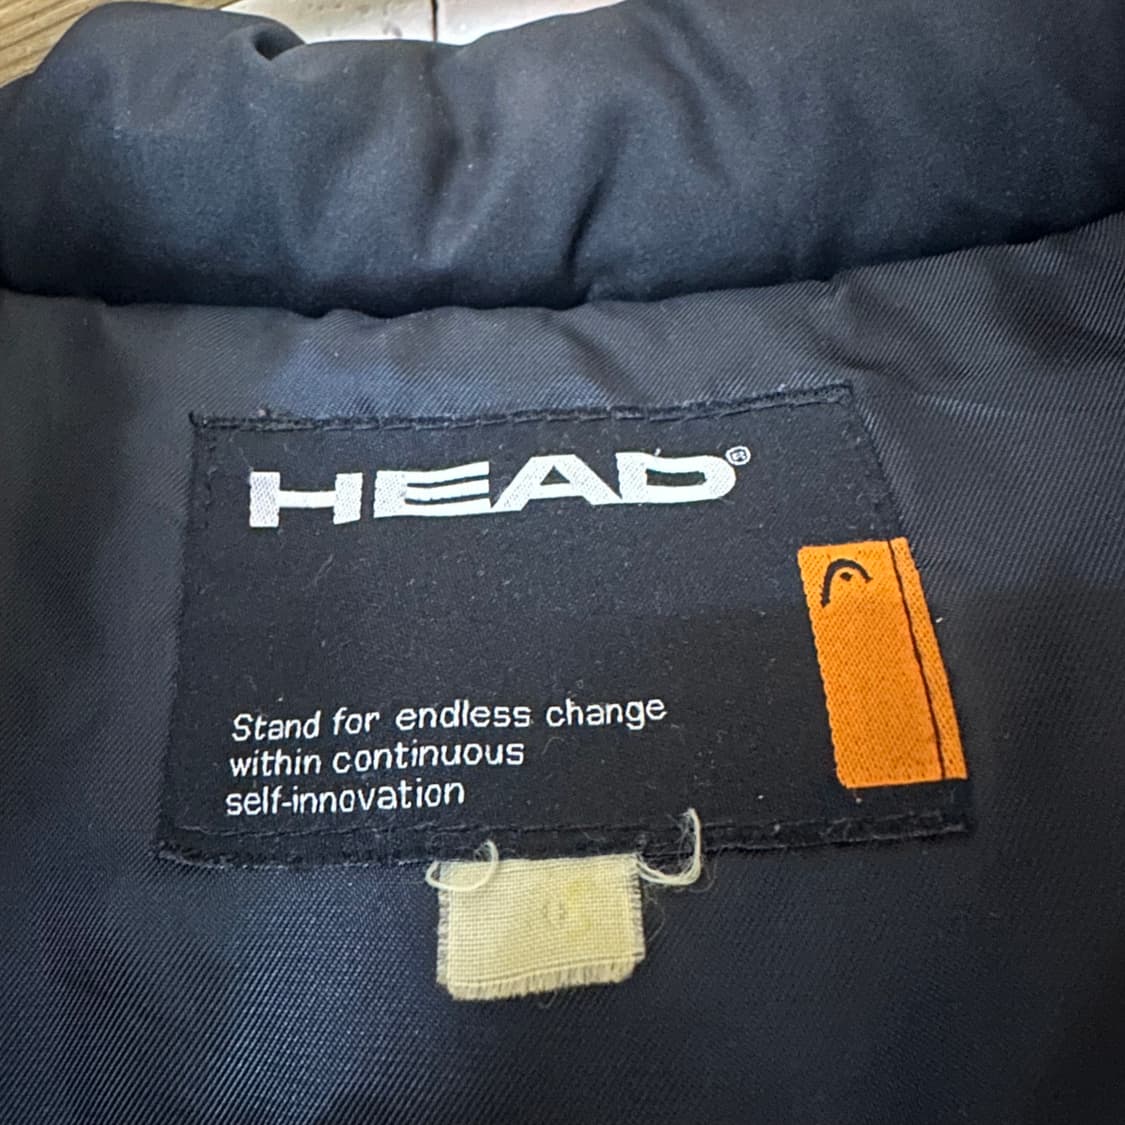 HEAD®
Stand for endless change
within continuous
self-innovation